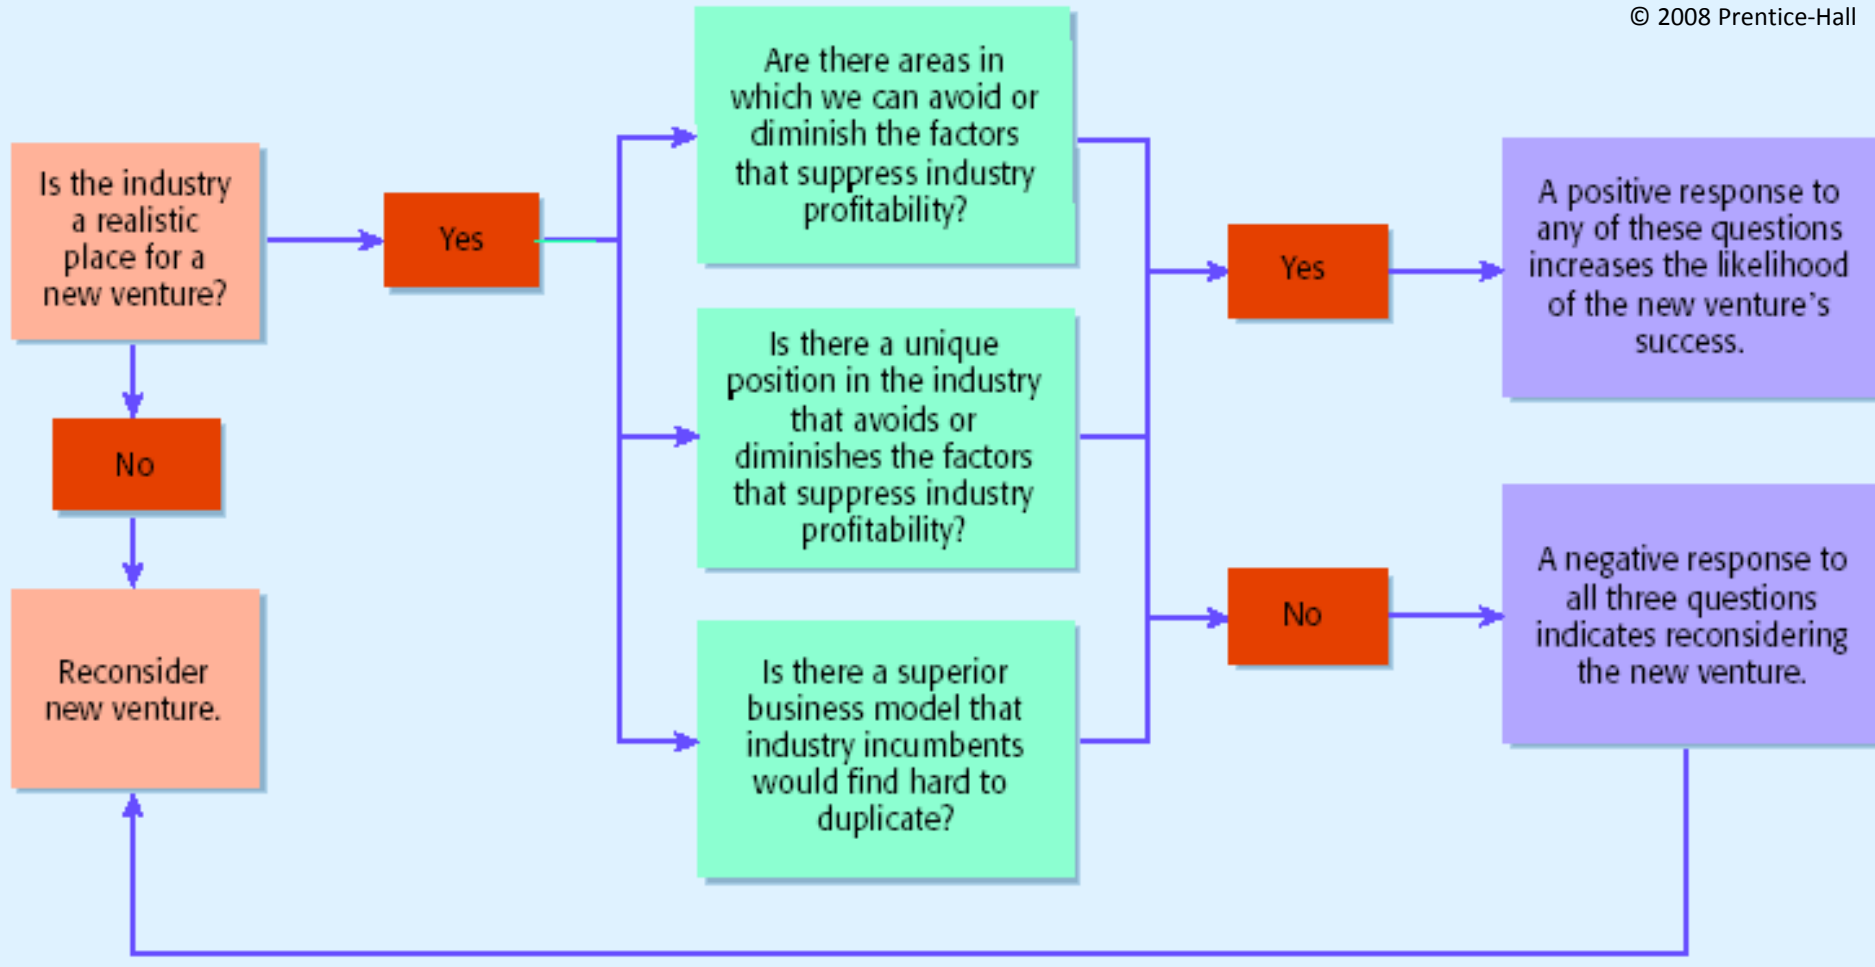 © 2008 Prentice-Hall
Is the industry
a realistic
place for a
new venture?
Yes
No
Reconsider
new venture.
Are there areas in
which we can avoid or
diminish the factors
that suppress industry
profitability?
Is there a unique
position in the industry
that avoids or
diminishes the factors
that suppress industry
profitability?
Is there a superior
business model that
industry incumbents
would find hard to
duplicate?
Yes
A positive response to
any of these questions
increases the likelihood
of the new venture's
success.
No
A negative response to
all three questions
indicates reconsidering
the new venture.